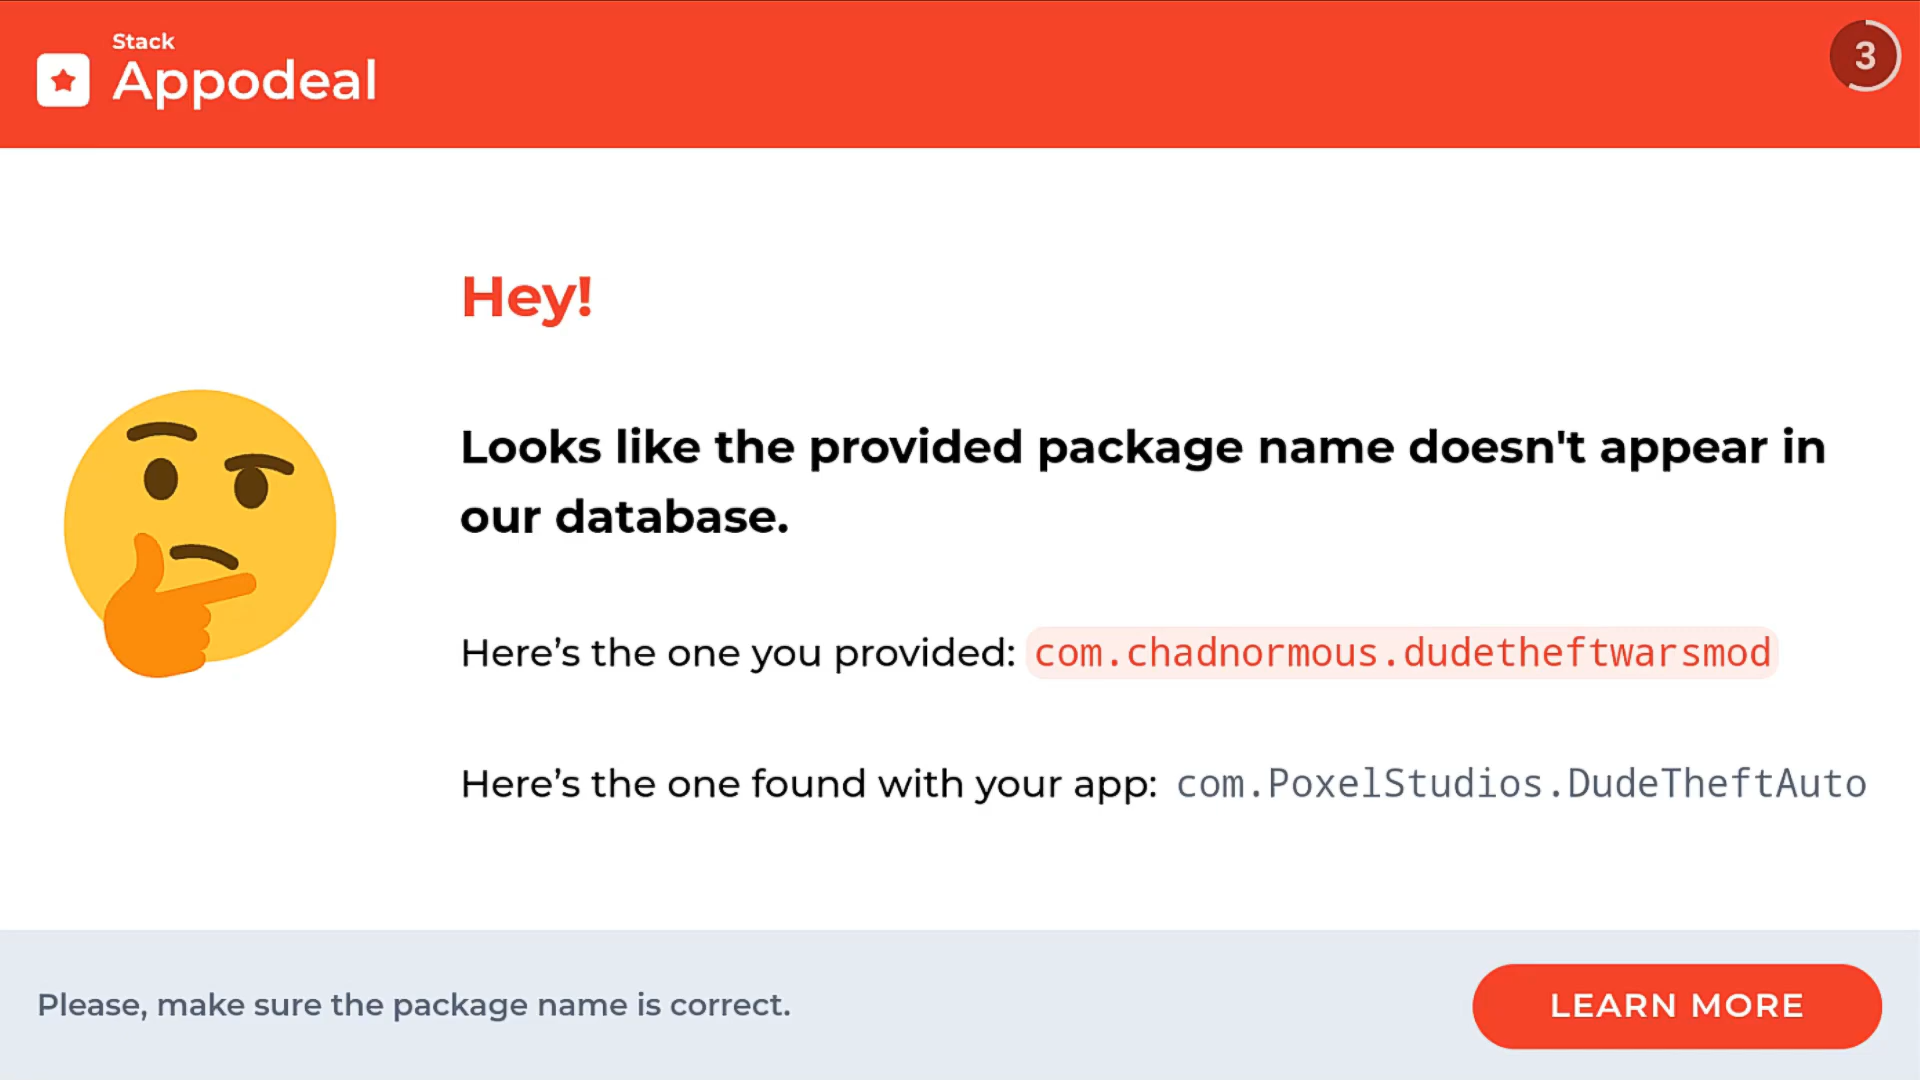 Stack
Appodeal
3
Hey!
Looks like the provided package name doesn't appear in
our database.
Here’s the one you provided: com.chadnormous.dudetheftwarsmod
Here’s the one found with your app: com.PoxelStudios.DudeTheftAuto
Please, make sure the package name is correct.
LEARN MORE